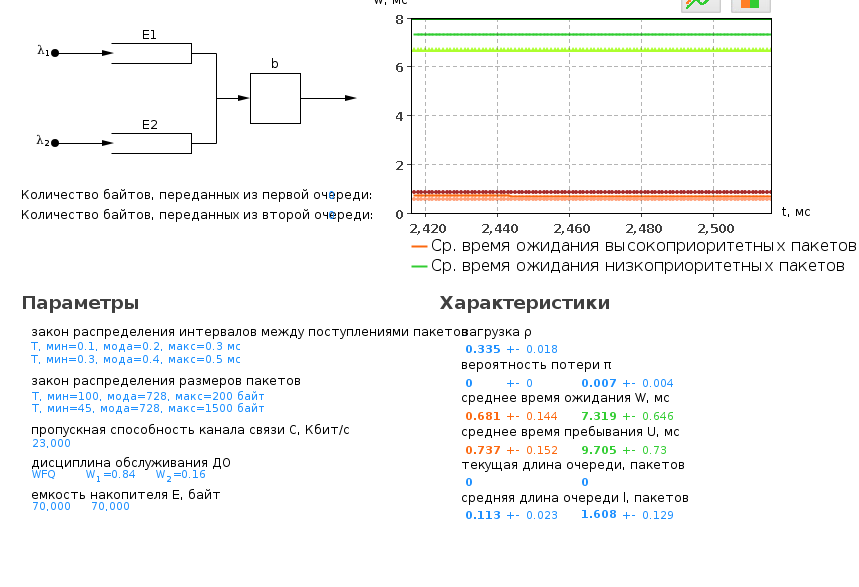 W, мс
E1
λ1
b
E2
λ2
8
6
4
2
0
2,420 2,440 2,460 2,480 2,500
t, мс
Количество байтов, переданных из первой очереди:
Количество байтов, переданных из второй очереди:
Ср. время ожидания высокоприоритетных пакетов
Ср. время ожидания низкоприоритетных пакетов
Параметры
закон распределения интервалов между поступлениями пакетов
T, мин=0.1, мода=0.2, макс=0.3 мс
T, мин=0.3, мода=0.4, макс=0.5 мс
закон распределения размеров пакетов
T, мин=100, мода=728, макс=200 байт
T, мин=45, мода=728, макс=1500 байт
пропускная способность канала связи C, Кбит/с
23,000
дисциплина обслуживания ДО
WFQ W1=0.84 W2=0.16
емкость накопителя E, байт
70,000 70,000
Характеристики
загрузка ρ
0.335 +- 0.018
вероятность потери π
0 +- 0 0.007 +- 0.004
среднее время ожидания W, мс
0.681 +- 0.144 7.319 +- 0.646
среднее время пребывания U, мс
0.737 +- 0.152 9.705 +- 0.73
текущая длина очереди, пакетов
0 0
средняя длина очереди l, пакетов
0.113 +- 0.023 1.608 +- 0.129